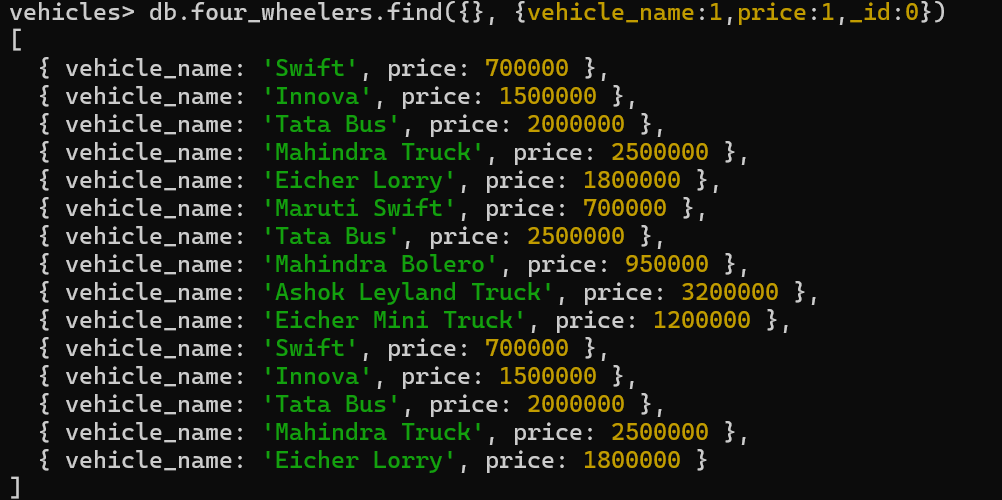 vehicles> db.four_wheelers.find({}, {vehicle_name:1,price:1,_id:0})
[
  { vehicle_name: 'Swift', price: 700000 },
  { vehicle_name: 'Innova', price: 1500000 },
  { vehicle_name: 'Tata Bus', price: 2000000 },
  { vehicle_name: 'Mahindra Truck', price: 2500000 },
  { vehicle_name: 'Eicher Lorry', price: 1800000 },
  { vehicle_name: 'Maruti Swift', price: 700000 },
  { vehicle_name: 'Tata Bus', price: 2500000 },
  { vehicle_name: 'Mahindra Bolero', price: 950000 },
  { vehicle_name: 'Ashok Leyland Truck', price: 3200000 },
  { vehicle_name: 'Eicher Mini Truck', price: 1200000 },
  { vehicle_name: 'Swift', price: 700000 },
  { vehicle_name: 'Innova', price: 1500000 },
  { vehicle_name: 'Tata Bus', price: 2000000 },
  { vehicle_name: 'Mahindra Truck', price: 2500000 },
  { vehicle_name: 'Eicher Lorry', price: 1800000 }
]